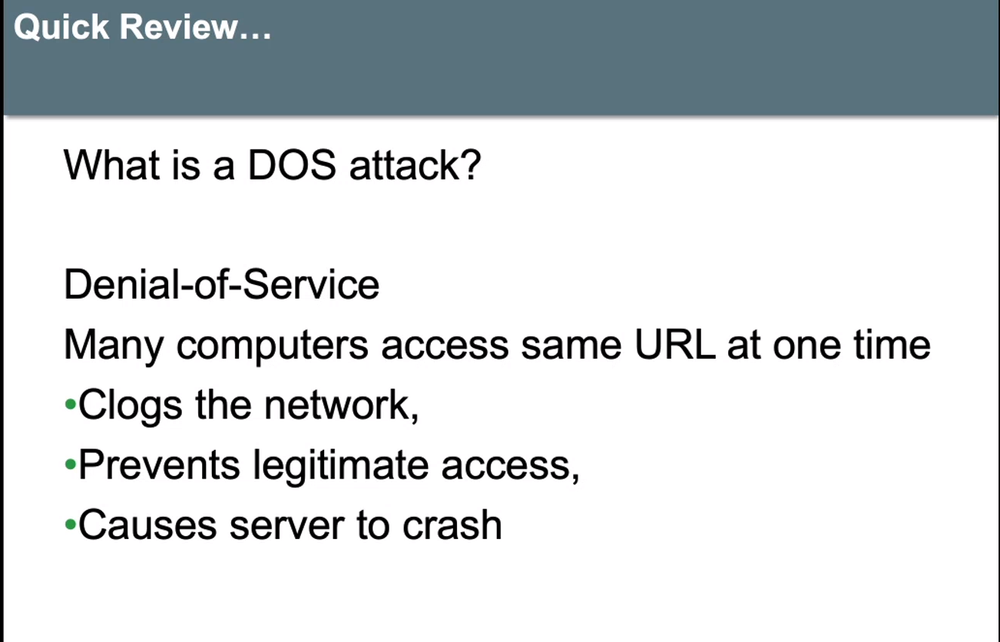 Quick Review…
What is a DOS attack?
Denial-of-Service
Many computers access same URL at one time
•Clogs the network,
•Prevents legitimate access,
•Causes server to crash